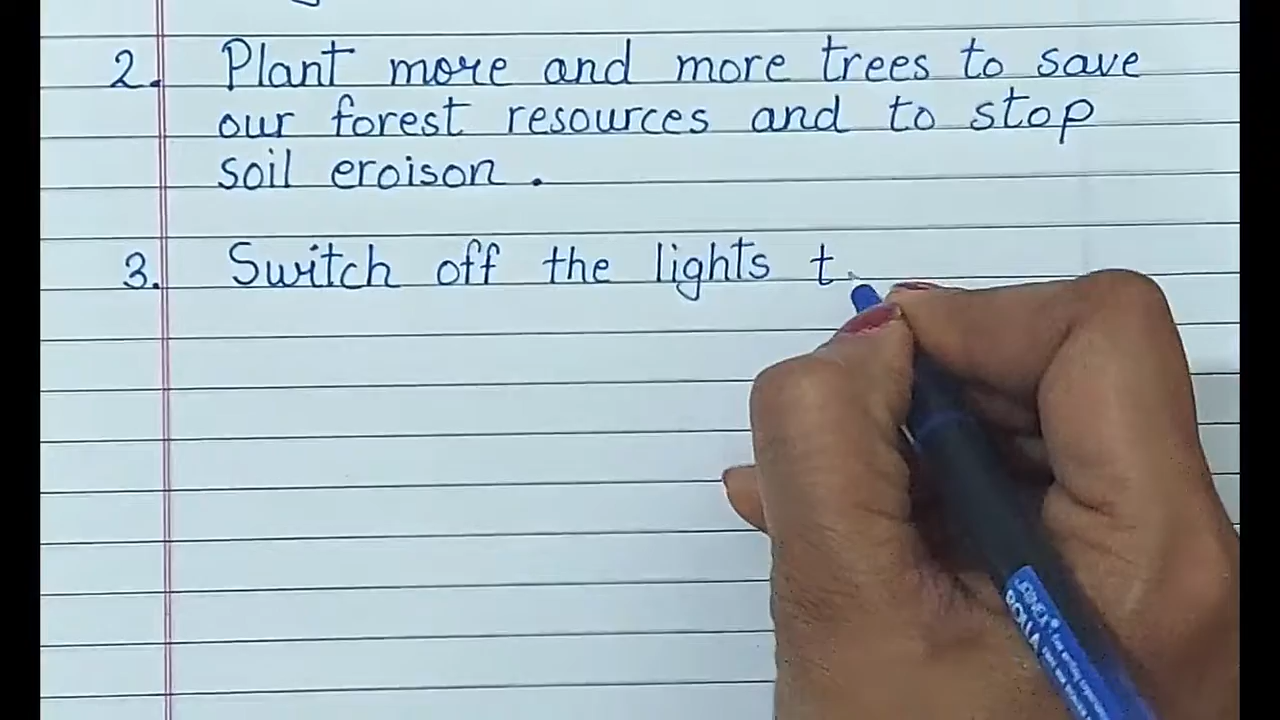 2. Plant more and more trees to save
our forest resources and to stop
soil eroison .
3. Switch off the lights t